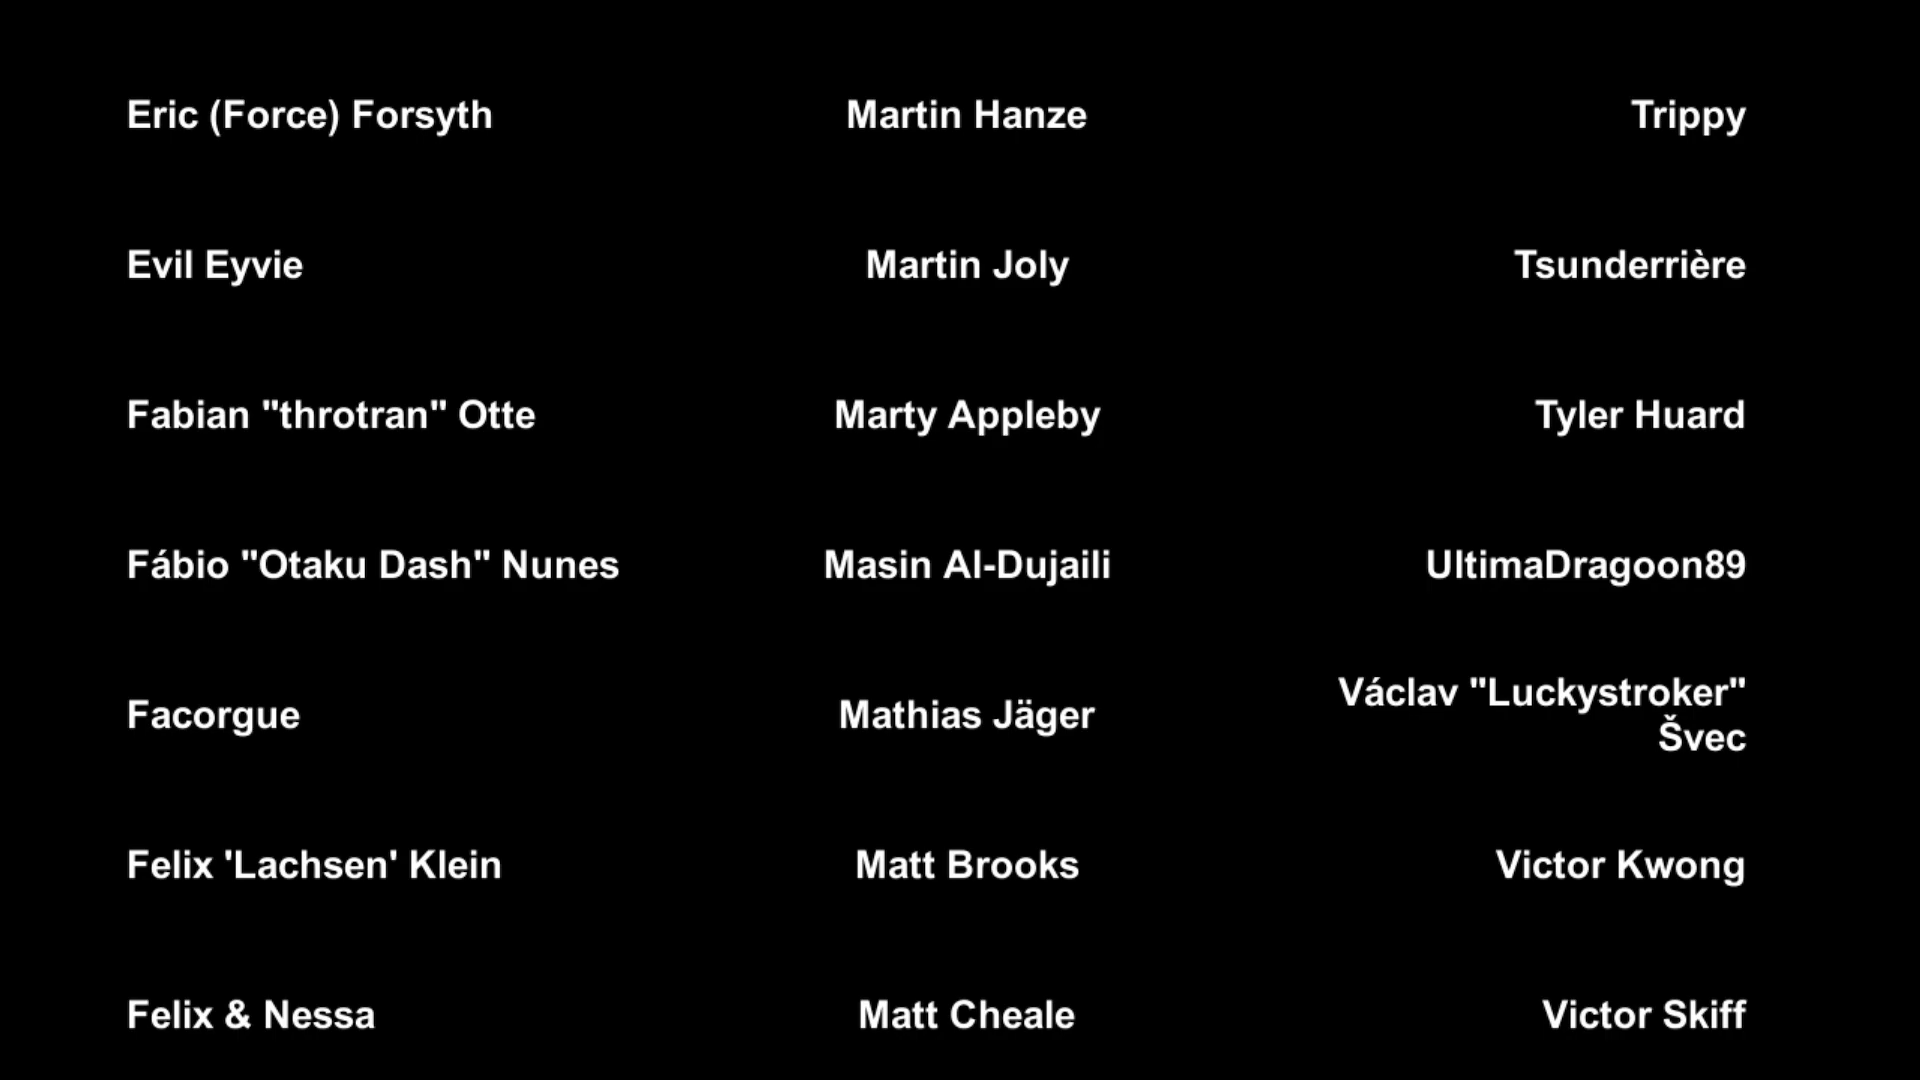 Eric (Force) Forsyth
Martin Hanze
Trippy
Evil Eyvie
Martin Joly
Tsunderrière
Fabian "throtran" Otte
Marty Appleby
Tyler Huard
Fábio "Otaku Dash" Nunes
Masin Al-Dujaili
UltimaDragoon89
Facorgue
Mathias Jäger
Václav "Luckystroker"
Švec
Felix 'Lachsen' Klein
Matt Brooks
Victor Kwong
Felix & Nessa
Matt Cheale
Victor Skiff